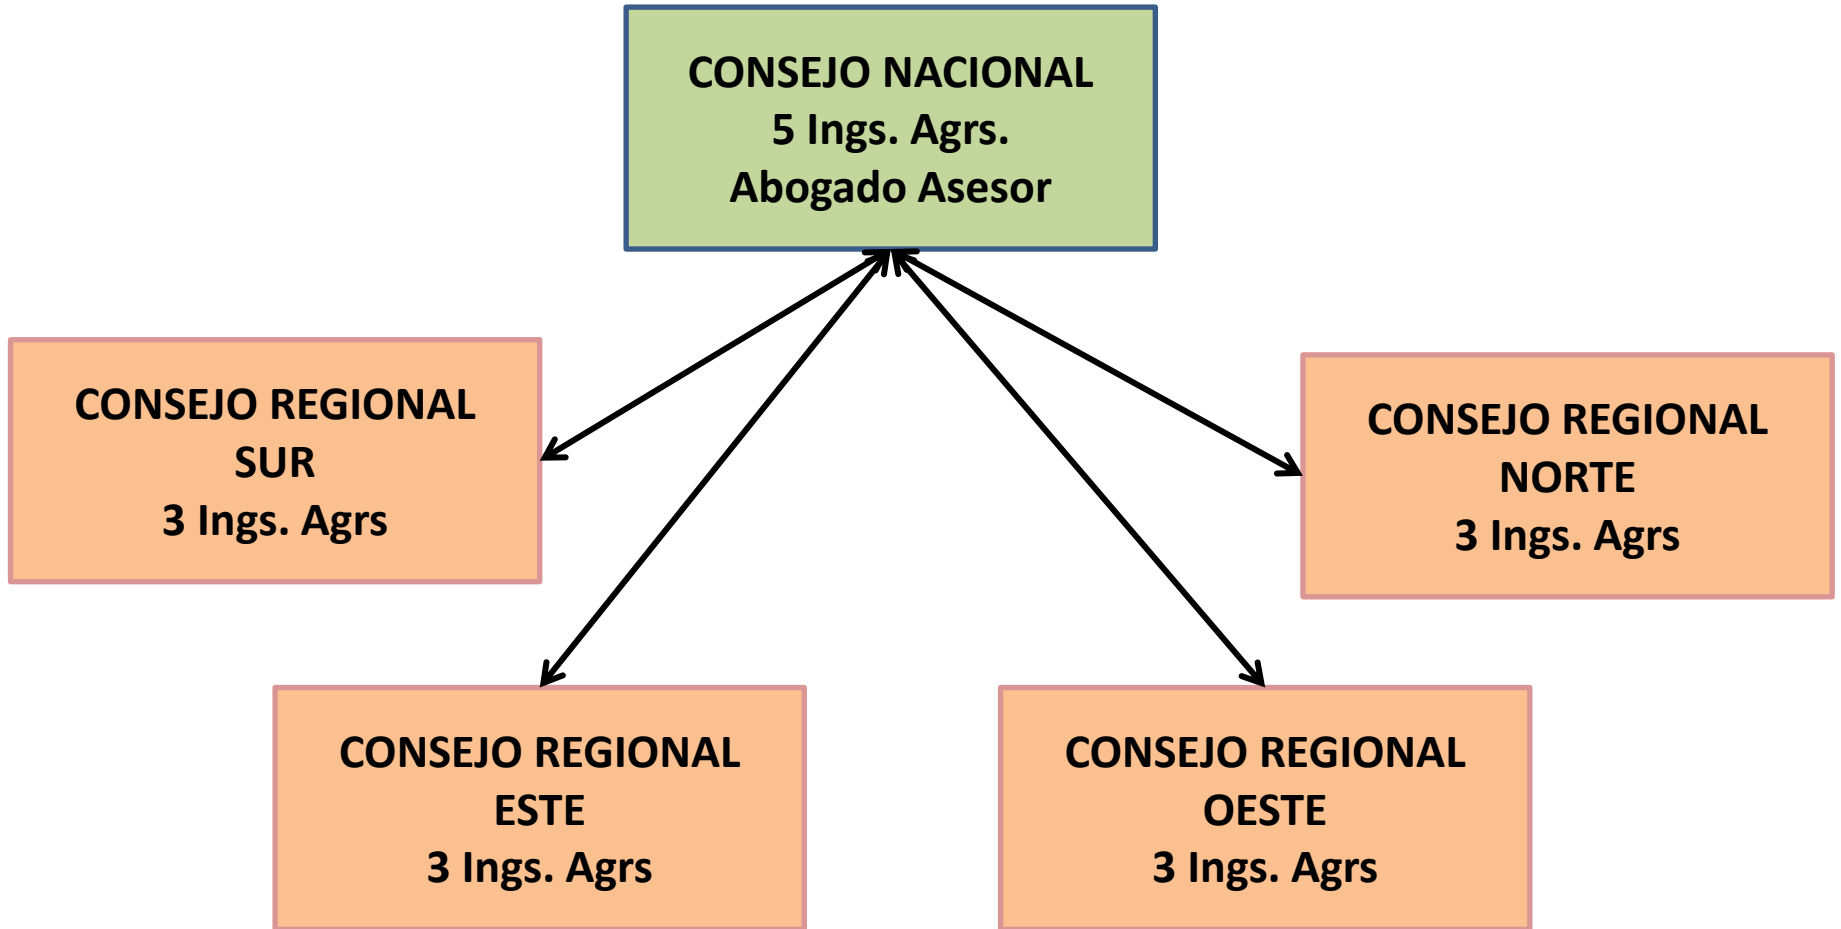 CONSEJO NACIONAL
5 Ings. Agrs.
Abogado Asesor
CONSEJO REGIONAL
SUR
3 Ings. Agrs
CONSEJO REGIONAL
NORTE
3 Ings. Agrs
CONSEJO REGIONAL
ESTE
3 Ings. Agrs
CONSEJO REGIONAL
OESTE
3 Ings. Agrs